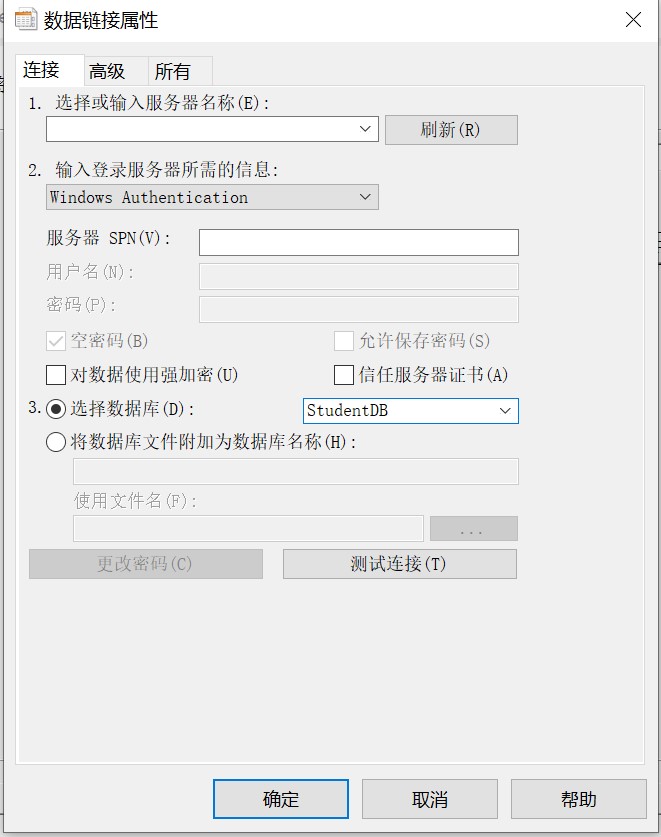 数据链接属性
连接 高级 所有
1. 选择或输入服务器名称(E):
刷新(R)
2. 输入登录服务器所需的信息:
Windows Authentication
服务器 SPN(V):
用户名(N):
密码(P):
空密码(B) 允许保存密码(S)
对数据使用强加密(U) 信任服务器证书(A)
3. 选择数据库(D): StudentDB
将数据库文件附加为数据库名称(H):
使用文件名(F):
...
更改密码(C) 测试连接(T)
确定 取消 帮助